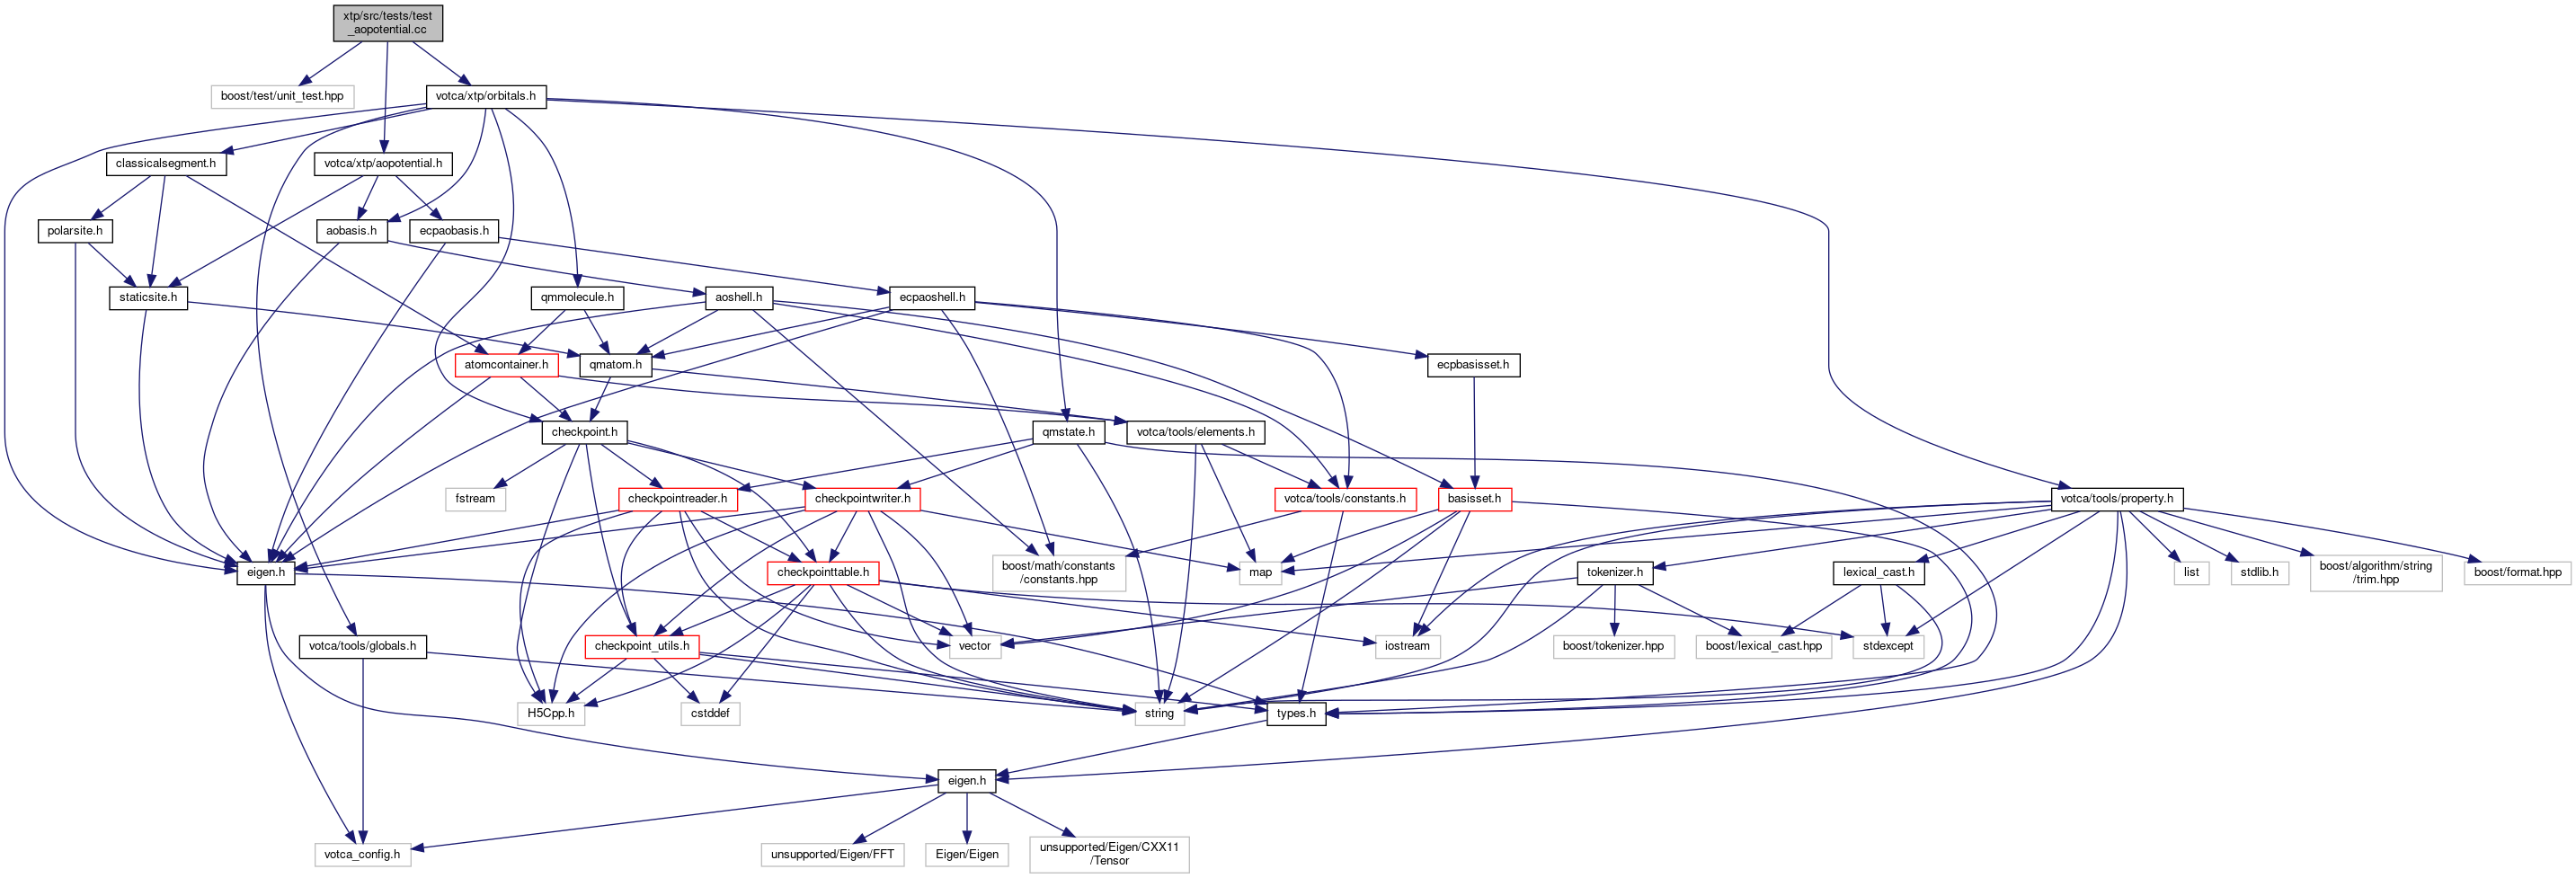 xtp/src/tests/test
_aopotential.cc
boost/test/unit_test.hpp
votca/xtp/orbitals.h
classicalsegment.h
votca/xtp/aopotential.h
polarsite.h
aobasis.h
ecpaobasis.h
staticsite.h
qmmolecule.h
aoshell.h
ecpaoshell.h
atomcontainer.h
qmatom.h
ecpbasisset.h
checkpoint.h
qmstate.h
votca/tools/elements.h
fstream
checkpointreader.h
checkpointwriter.h
votca/tools/constants.h
basisset.h
votca/tools/property.h
eigen.h
checkpointtable.h
boost/math/constants
/constants.hpp
map
tokenizer.h
lexical_cast.h
list
stdlib.h
boost/algorithm/string
/trim.hpp
boost/format.hpp
votca/tools/globals.h
checkpoint_utils.h
vector
iostream
boost/tokenizer.hpp
boost/lexical_cast.hpp
stdexcept
H5Cpp.h
cstddef
string
types.h
eigen.h
votca_config.h
unsupported/Eigen/FFT
Eigen/Eigen
unsupported/Eigen/CXX11
/Tensor